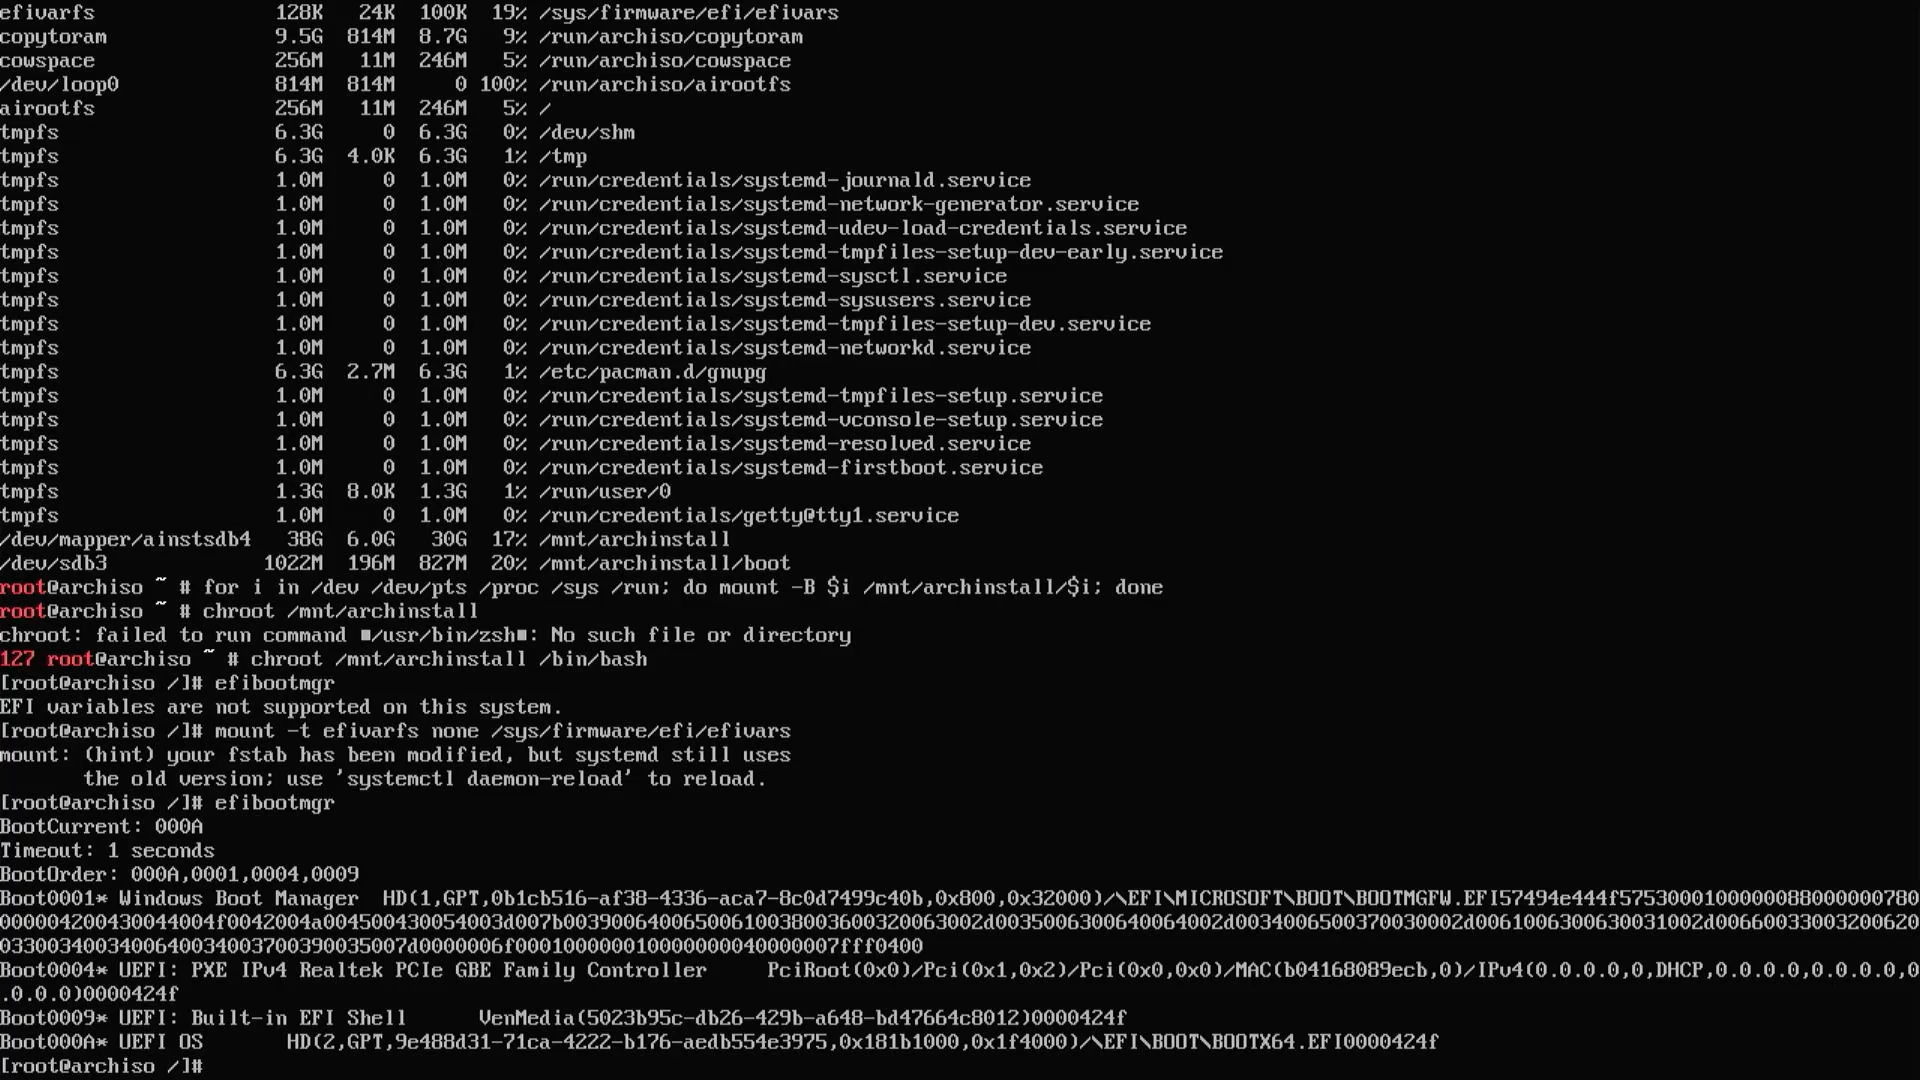 efivarfs              128K   24K  100K  19% /sys/firmware/efi/efivars
copytoram             9.5G  814M  8.7G   9% /run/archiso/copytoram
cowspace              256M   11M  246M   5% /run/archiso/cowspace
/dev/loop0            814M  814M     0 100% /run/archiso/airootfs
airootfs              256M   11M  246M   5% /
tmpfs                 6.3G     0  6.3G   0% /dev/shm
tmpfs                 6.3G  4.0K  6.3G   1% /tmp
tmpfs                 1.0M     0  1.0M   0% /run/credentials/systemd-journald.service
tmpfs                 1.0M     0  1.0M   0% /run/credentials/systemd-network-generator.service
tmpfs                 1.0M     0  1.0M   0% /run/credentials/systemd-udev-load-credentials.service
tmpfs                 1.0M     0  1.0M   0% /run/credentials/systemd-tmpfiles-setup-dev-early.service
tmpfs                 1.0M     0  1.0M   0% /run/credentials/systemd-sysctl.service
tmpfs                 1.0M     0  1.0M   0% /run/credentials/systemd-sysusers.service
tmpfs                 1.0M     0  1.0M   0% /run/credentials/systemd-tmpfiles-setup-dev.service
tmpfs                 1.0M     0  1.0M   0% /run/credentials/systemd-networkd.service
tmpfs                 6.3G  2.7M  6.3G   1% /etc/pacman.d/gnupg
tmpfs                 1.0M     0  1.0M   0% /run/credentials/systemd-tmpfiles-setup.service
tmpfs                 1.0M     0  1.0M   0% /run/credentials/systemd-vconsole-setup.service
tmpfs                 1.0M     0  1.0M   0% /run/credentials/systemd-resolved.service
tmpfs                 1.0M     0  1.0M   0% /run/credentials/systemd-firstboot.service
tmpfs                 1.3G  8.0K  1.3G   1% /run/user/0
tmpfs                 1.0M     0  1.0M   0% /run/credentials/getty@tty1.service
/dev/mapper/ainstsdb4  38G  6.0G   30G  17% /mnt/archinstall
/dev/sdb3            1022M  196M  827M  20% /mnt/archinstall/boot
root@archiso ~ # for i in /dev /dev/pts /proc /sys /run; do mount -B $i /mnt/archinstall/$i; done
root@archiso ~ # chroot /mnt/archinstall
chroot: failed to run command ■/usr/bin/zsh■: No such file or directory
127 root@archiso ~ # chroot /mnt/archinstall /bin/bash
[root@archiso /]# efibootmgr
EFI variables are not supported on this system.
[root@archiso /]# mount -t efivarfs none /sys/firmware/efi/efivars
mount: (hint) your fstab has been modified, but systemd still uses
       the old version; use 'systemctl daemon-reload' to reload.
[root@archiso /]# efibootmgr
BootCurrent: 000A
Timeout: 1 seconds
BootOrder: 000A,0001,0004,0009
Boot0001* Windows Boot Manager  HD(1,GPT,0b1cb516-af38-4336-aca7-8c0d7499c40b,0x800,0x32000)/\EFI\MICROSOFT\BOOT\BOOTMGFW.EFI57494e444f5753000100000088000000780
000004200430044004f0042004a004500430054003d007b00390064006500610038003600320063002d0035006300640064002d0034006500370030002d0061006300630031002d00660033003200620
0330034003400640034003700390035007d0000006f000100000010000000040000007fff0400
Boot0004* UEFI: PXE IPv4 Realtek PCIe GBE Family Controller     PciRoot(0x0)/Pci(0x1,0x2)/Pci(0x0,0x0)/MAC(b04168089ecb,0)/IPv4(0.0.0.0,0,DHCP,0.0.0.0,0.0.0.0,0
.0.0.0)0000424f
Boot0009* UEFI: Built-in EFI Shell      VenMedia(5023b95c-db26-429b-a648-bd47664c8012)0000424f
Boot000A* UEFI OS       HD(2,GPT,9e488d31-71ca-4222-b176-aedb554e3975,0x181b1000,0x1f4000)/\EFI\BOOT\BOOTX64.EFI0000424f
[root@archiso /]#